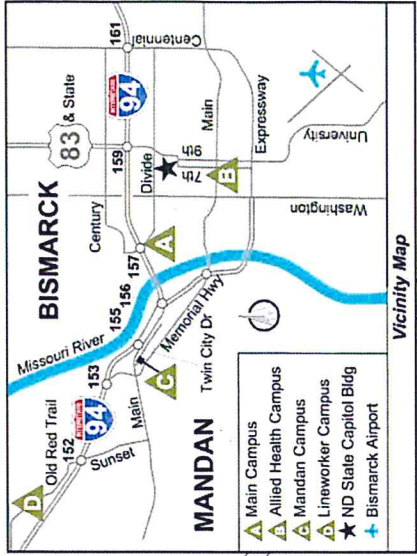 BISMARCK
83 & State
161
Centennial
INTERSTATE
94
159
Century
Divide
9th
7th
Main
Expressway
University
Washington
157
156
155
153
152
Missouri River
Memorial Hwy
Twin City Dr
Old Red Trail
INTERSTATE
94
Main
Sunset
MANDAN
A
B
C
D
A Main Campus
B Allied Health Campus
C Mandan Campus
D Lineworker Campus
ND State Capitol Bldg
Bismarck Airport
Vicinity Map